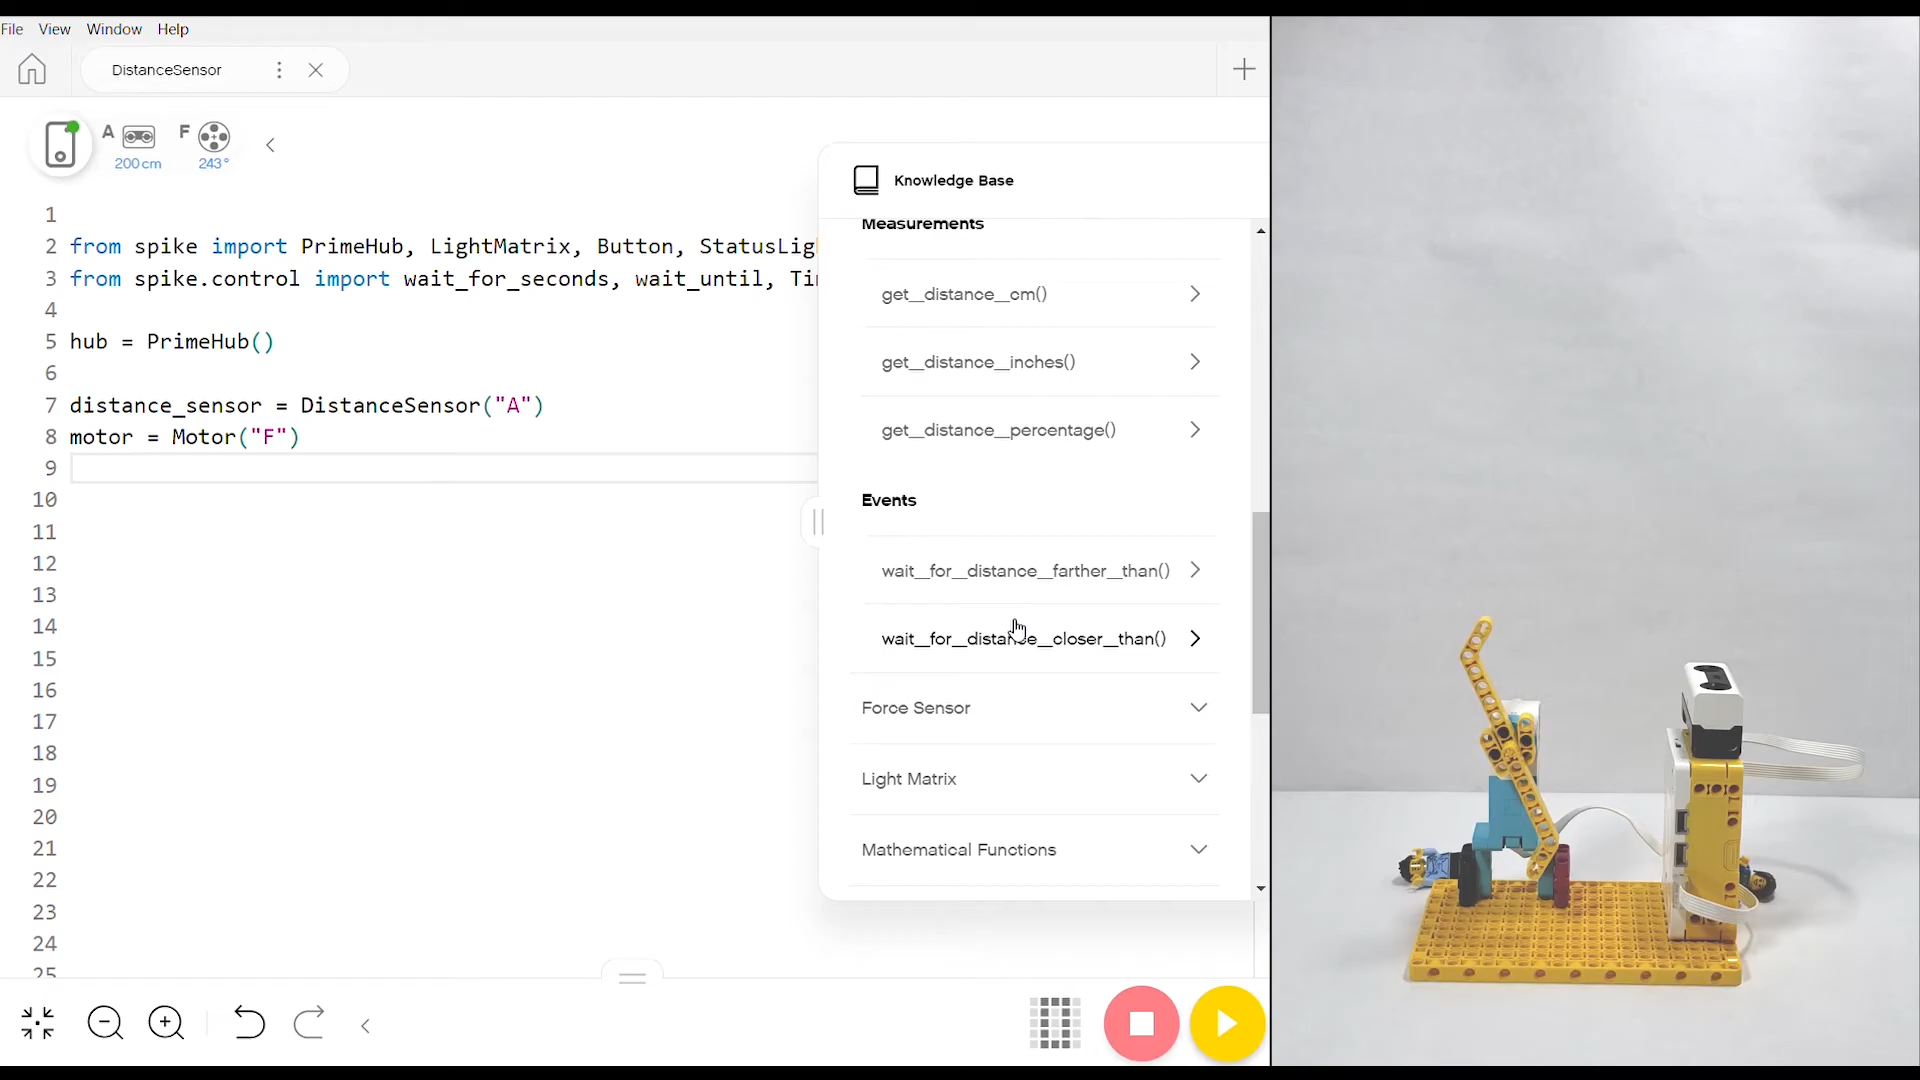 File View Window Help
DistanceSensor
A F
200 cm 243°
Knowledge Base
Measurements
get_distance_cm()
get_distance_inches()
get_distance_percentage()
Events
wait_for_distance_farther_than()
wait_for_distance_closer_than()
Force Sensor
Light Matrix
Mathematical Functions
1
2 from spike import PrimeHub, LightMatrix, Button, StatusLig
3 from spike.control import wait_for_seconds, wait_until, Ti
4
5 hub = PrimeHub()
6
7 distance_sensor = DistanceSensor("A")
8 motor = Motor("F")
9
10
11
12
13
14
15
16
17
18
19
20
21
22
23
24
25